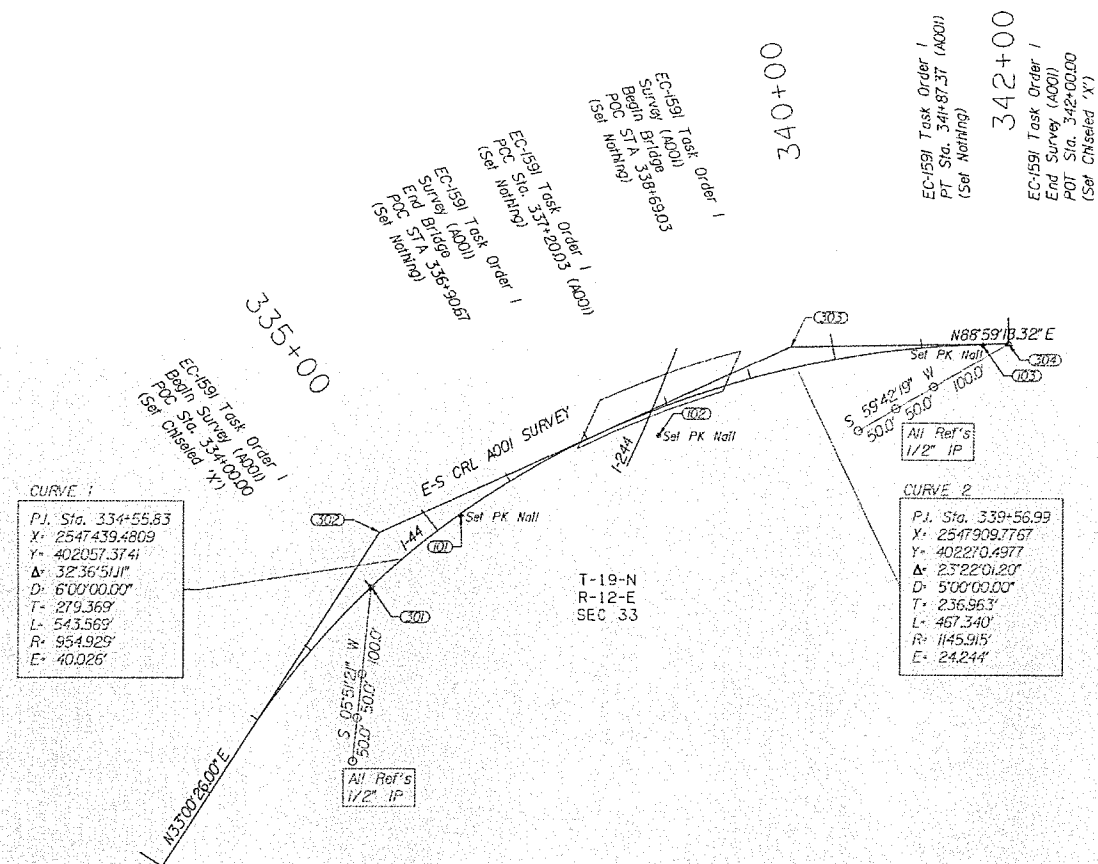 EC-1591 Task Order 1
PT Sta. 341+87.37 (A001)
(Set Nothing)
342+00
EC-1591 Task Order 1
End Survey (A001)
POT Sta. 342+00.00
(Set Chiseled 'X')
340+00
EC-1591 Task Order 1
Survey (A001)
Begin Bridge
POC STA 338+69.03
(Set Nothing)
EC-1591 Task Order 1
PCC Sta. 337+20.03 (A001)
(Set Nothing)
EC-1591 Task Order 1
Survey (A001)
End Bridge
POC STA 336+90.67
(Set Nothing)
335+00
EC-1591 Task Order 1
Begin Survey (A001)
POC Sta. 334+00.00
(Set Chiseled 'X')
303
N88°59'13.32" E
Set PK Nail
304
103
S 59°42'19" W
50.0' 50.0' 100.0'
All Ref's
1/2" IP
102
Set PK Nail
I-244
E-S CRL A001 SURVEY
CURVE 1
P.I. Sta. 334+55.83
X= 2547439.4809
Y= 402057.3741
Δ= 32°36'51.11"
D= 6°00'00.00"
T= 279.369'
L= 543.569'
R= 954.929'
E= 40.026'
302
I-44
Set PK Nail
101
301
T-19-N
R-12-E
SEC 33
CURVE 2
P.I. Sta. 339+56.99
X= 2547909.7767
Y= 402270.4977
Δ= 23°22'01.20"
D= 5°00'00.00"
T= 236.963'
L= 467.340'
R= 1145.915'
E= 24.244'
S 05°51'21" W
50.0' 50.0' 100.0'
All Ref's
1/2" IP
N33°00'26.00" E